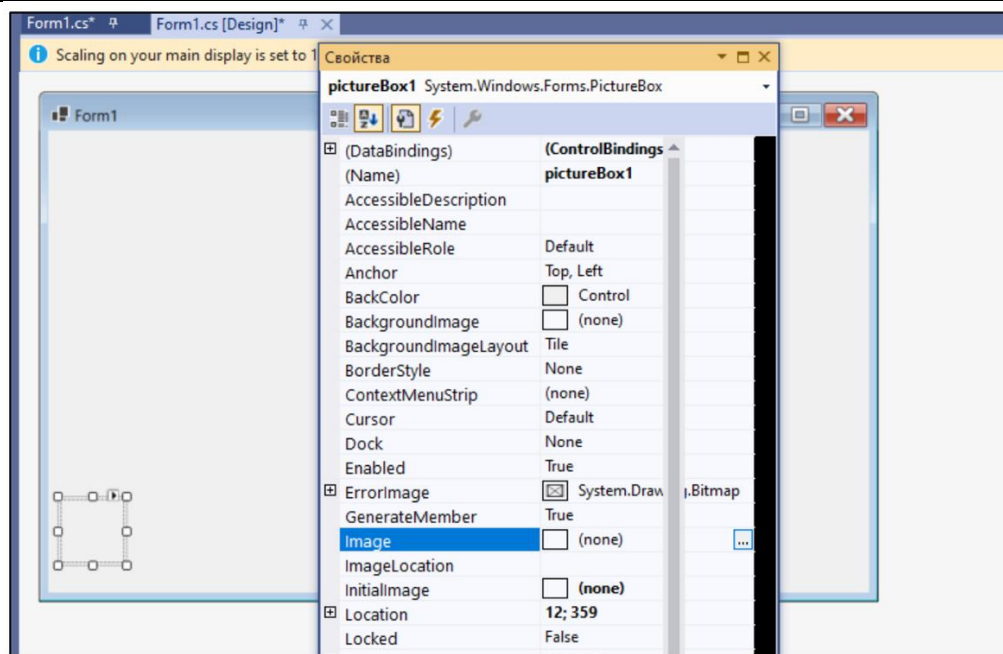 Form1.cs*
Form1.cs [Design]*
Scaling on your main display is set to 1
Свойства
pictureBox1 System.Windows.Forms.PictureBox
Form1
(DataBindings) (ControlBindings
(Name) pictureBox1
AccessibleDescription
AccessibleName
AccessibleRole Default
Anchor Top, Left
BackColor Control
BackgroundImage (none)
BackgroundImageLayout Tile
BorderStyle None
ContextMenuStrip (none)
Cursor Default
Dock None
Enabled True
ErrorImage System.Draw .Bitmap
GenerateMember True
Image (none) ...
ImageLocation
InitialImage (none)
Location 12; 359
Locked False